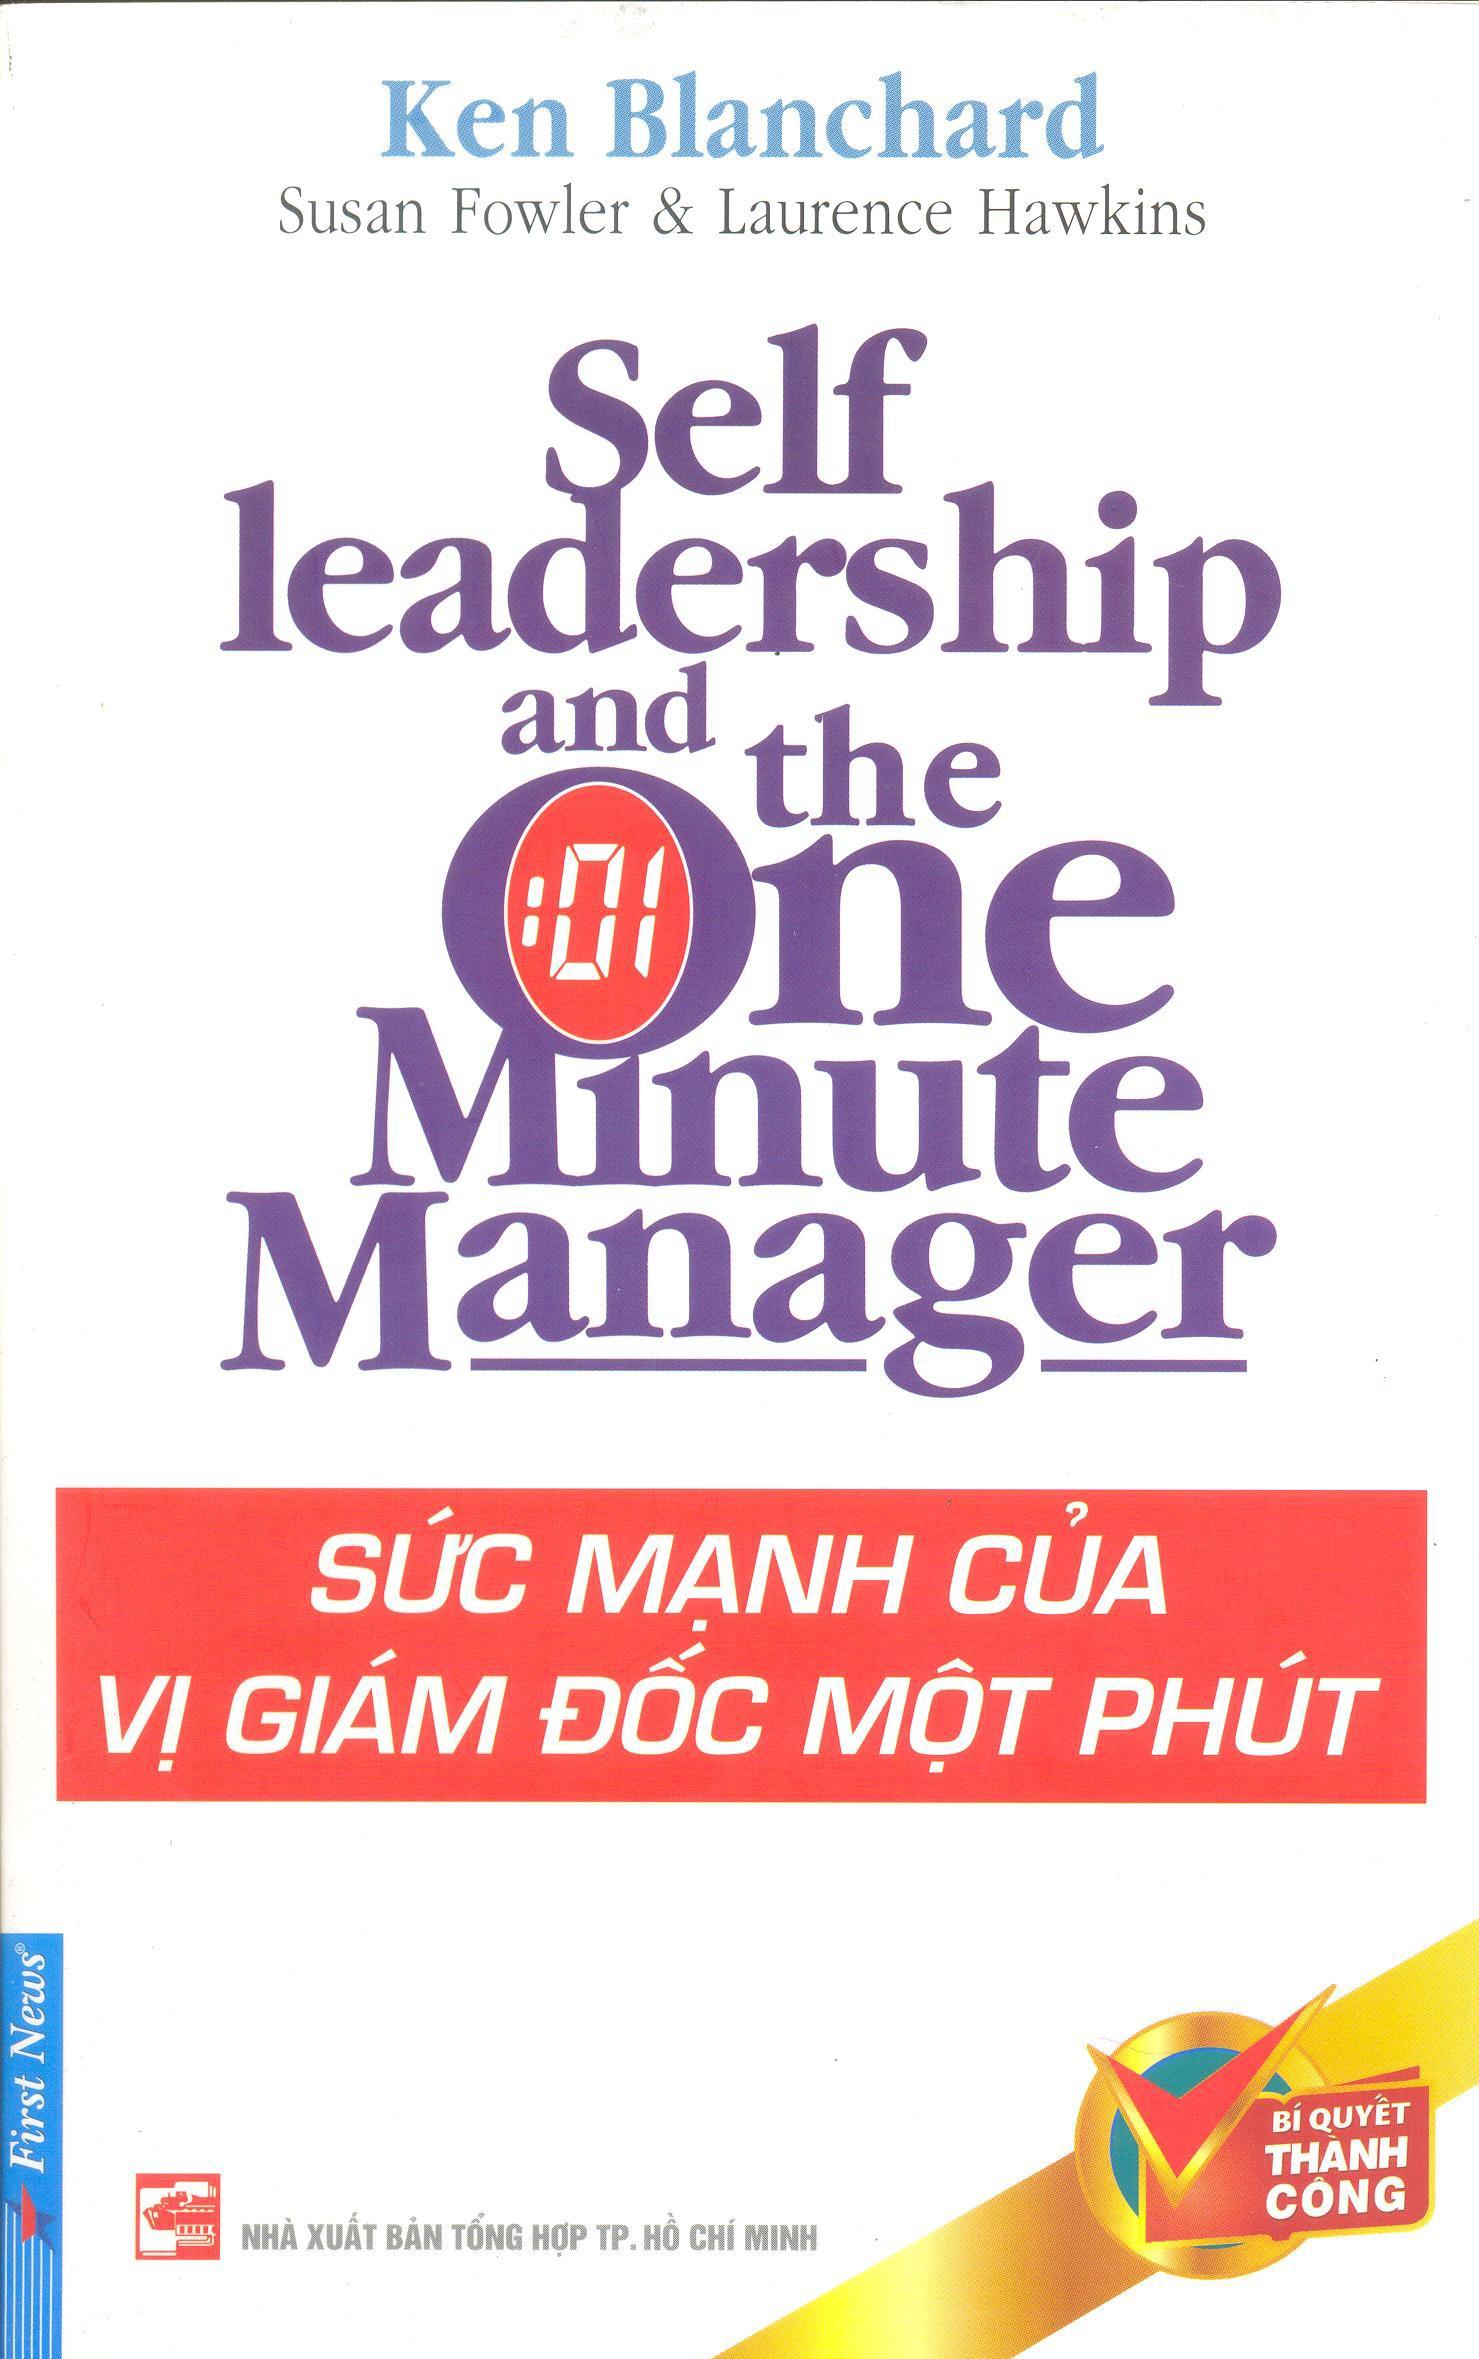 Ken Blanchard
Susan Fowler & Laurence Hawkins
Self
leadership
and the
One
:01
Minute
Manager
SỨC MẠNH CỦA
VỊ GIÁM ĐỐC MỘT PHÚT
First News®
NHÀ XUẤT BẢN TỔNG HỢP TP. HỒ CHÍ MINH
BÍ QUYẾT
THÀNH
CÔNG